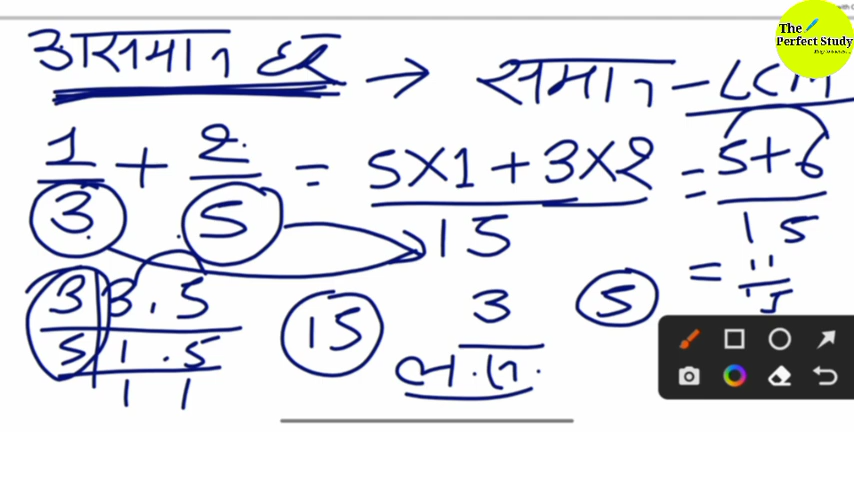 असमान हर → समान - LCM
The Perfect Study
1/3 + 2/5 = 5×1 + 3×2 / 15 = 5+6 / 15
= 11/15
3 | 3 . 5
5 | 1 . 5
1 1
15
3
ल.त.
5